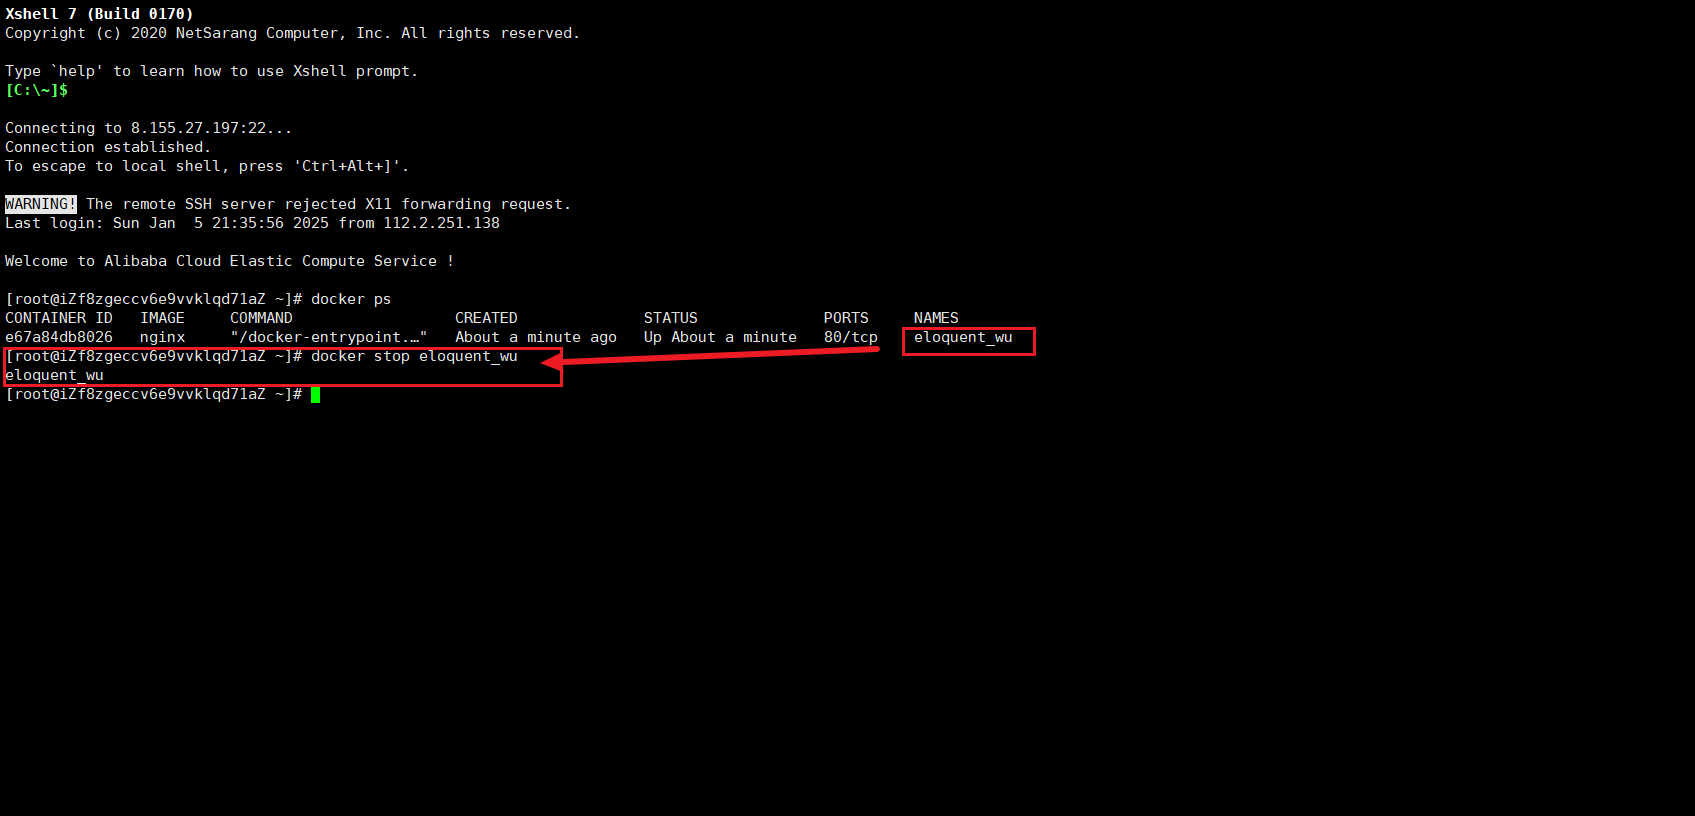 Xshell 7 (Build 0170)
Copyright (c) 2020 NetSarang Computer, Inc. All rights reserved.
Type `help' to learn how to use Xshell prompt.
[C:\~]$
Connecting to 8.155.27.197:22...
Connection established.
To escape to local shell, press 'Ctrl+Alt+]'.
WARNING! The remote SSH server rejected X11 forwarding request.
Last login: Sun Jan  5 21:35:56 2025 from 112.2.251.138
Welcome to Alibaba Cloud Elastic Compute Service !
[root@iZf8zgeccv6e9vvklqd71aZ ~]# docker ps
CONTAINER ID   IMAGE     COMMAND                  CREATED              STATUS              PORTS     NAMES
e67a84db8026   nginx     "/docker-entrypoint.…"   About a minute ago   Up About a minute   80/tcp    eloquent_wu
[root@iZf8zgeccv6e9vvklqd71aZ ~]# docker stop eloquent_wu
eloquent_wu
[root@iZf8zgeccv6e9vvklqd71aZ ~]#